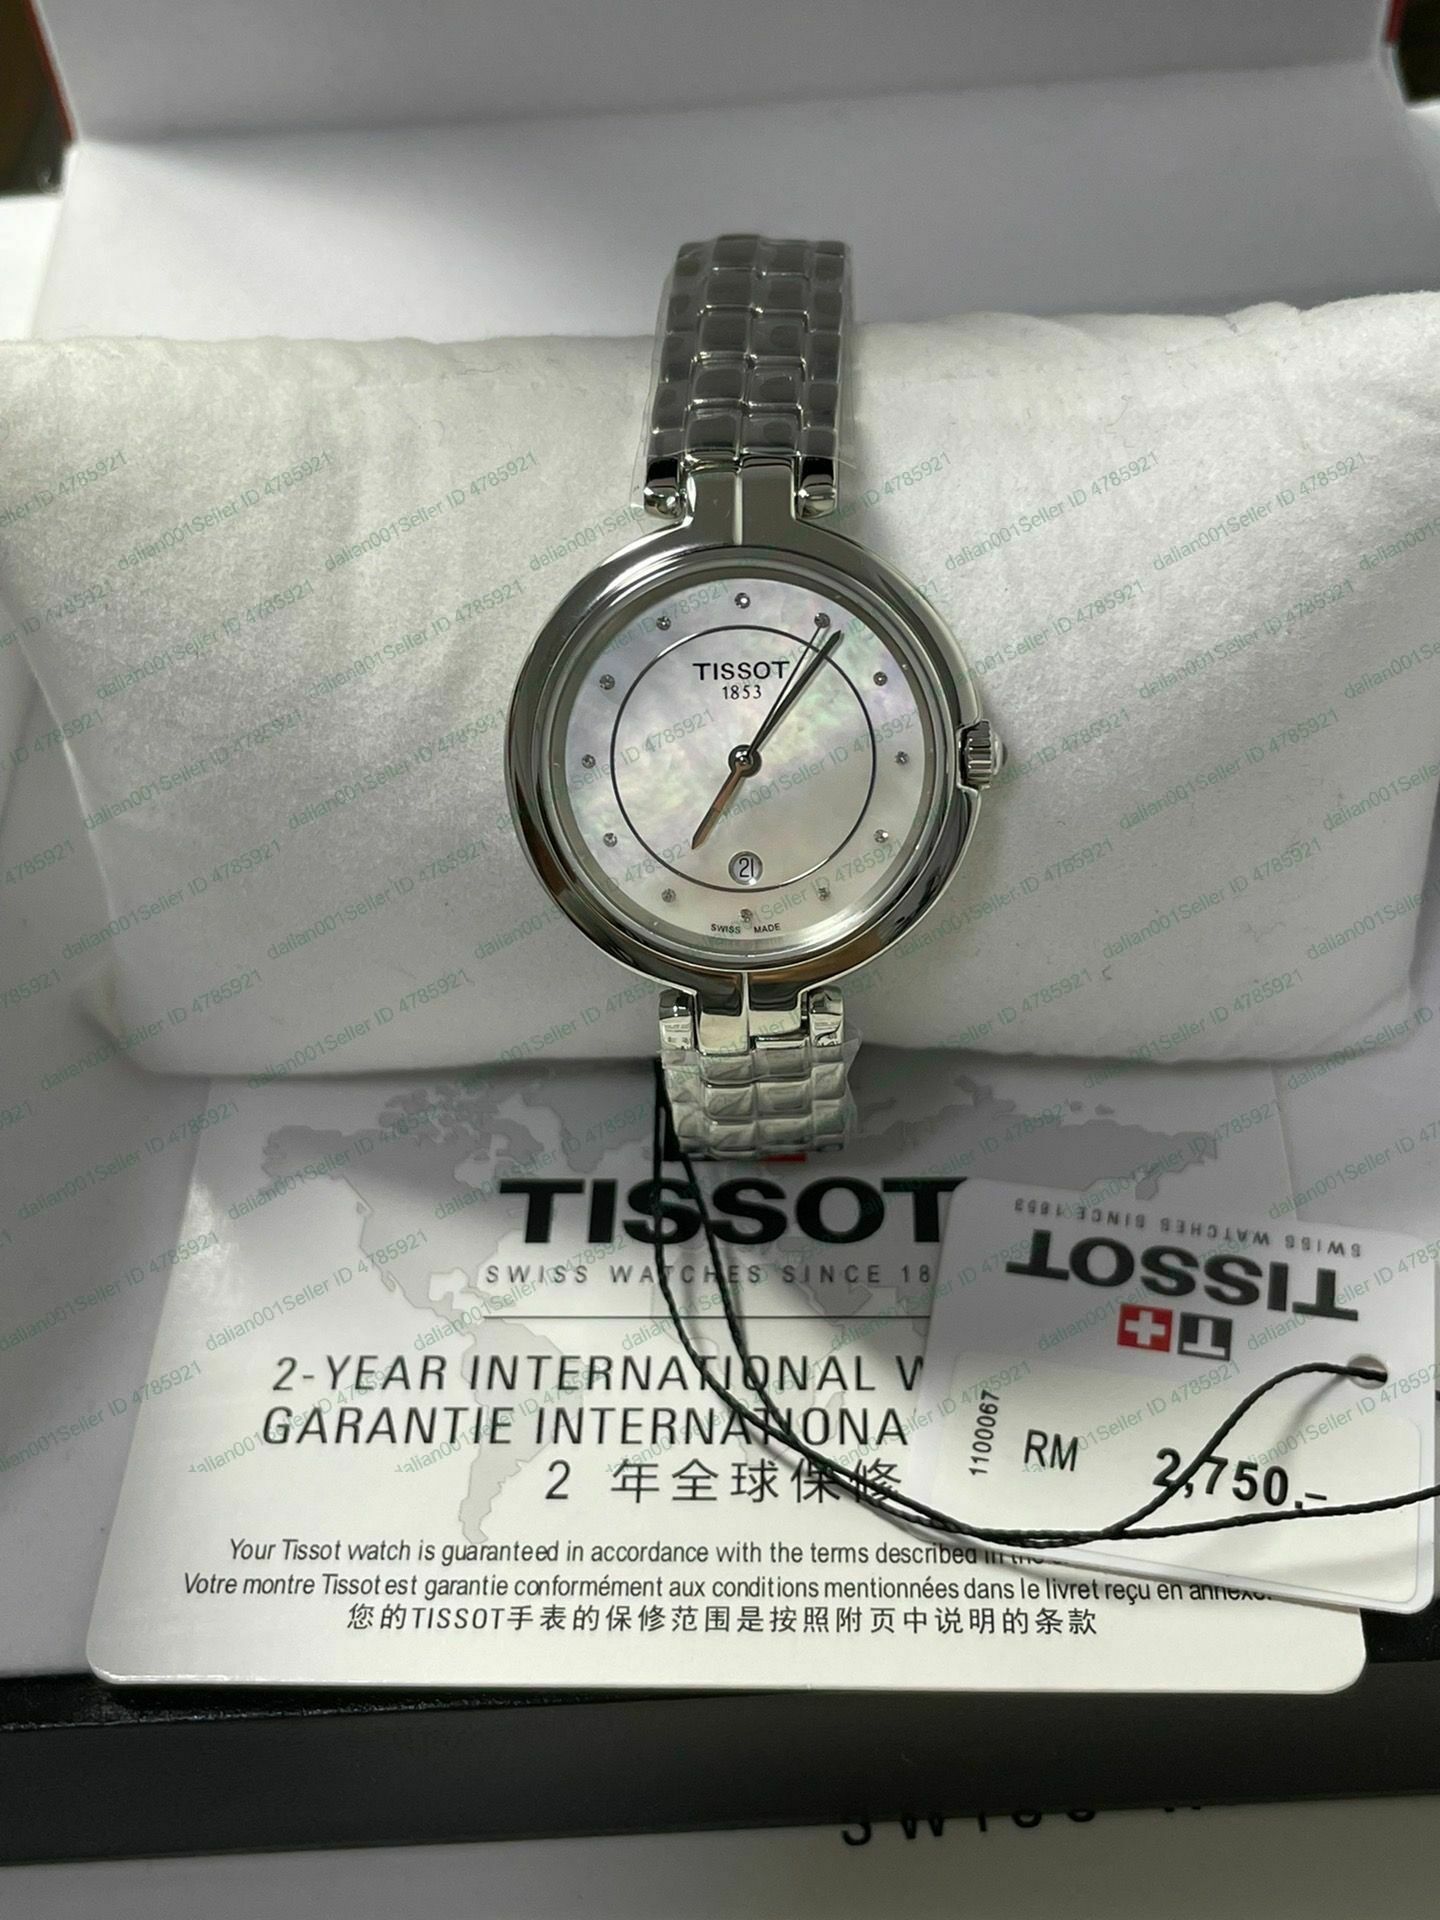 TISSOT
1853
21
SWISS MADE
TISSOT
SWISS WATCHES SINCE 18
2-YEAR INTERNATIONAL W
GARANTIE INTERNATIONA
2 年全球保修
Your Tissot watch is guaranteed in accordance with the terms described in the
Votre montre Tissot est garantie conformément aux conditions mentionnées dans le livret reçu en annexe.
您的TISSOT手表的保修范围是按照附页中说明的条款
SWISS WATCHES SINCE 1853
TISSOT
T
1100067
RM 2,750.–
SWISS
dalian001Seller ID 4785921